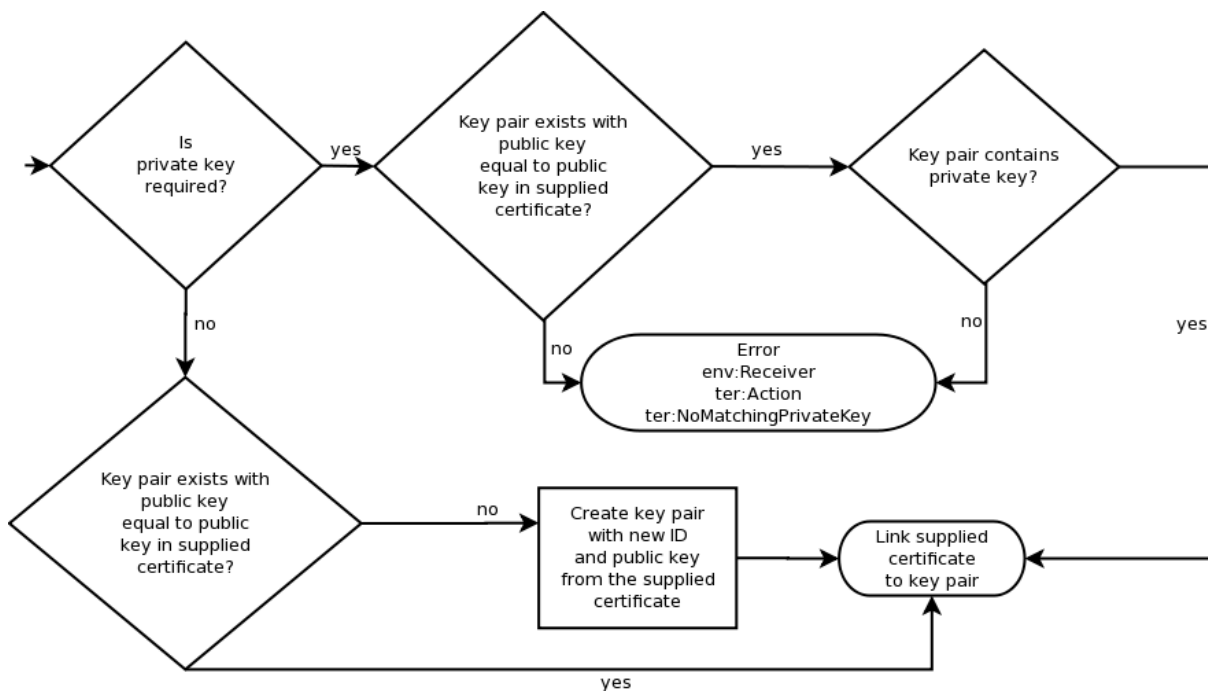 Is
private key
required?
yes
Key pair exists with
public key
equal to public
key in supplied
certificate?
yes
Key pair contains
private key?
yes
no
no
no
Error
env:Receiver
ter:Action
ter:NoMatchingPrivateKey
Key pair exists with
public key
equal to public
key in supplied
certificate?
no
Create key pair
with new ID
and public key
from the supplied
certificate
Link supplied
certificate
to key pair
yes